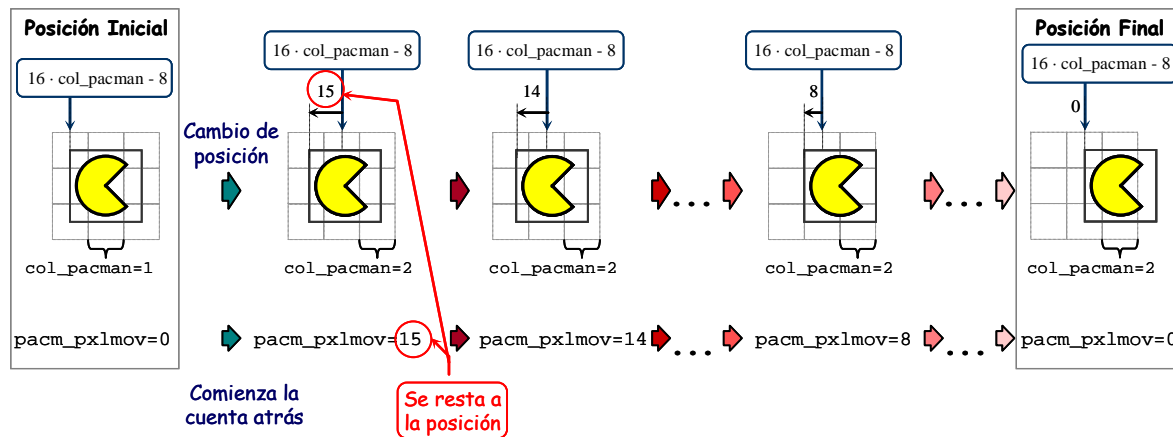 Posición Inicial
16 · col_pacman - 8
col_pacman=1
pacm_pxlmov=0
Cambio de
posición
Comienza la
cuenta atrás
16 · col_pacman - 8
15
col_pacman=2
pacm_pxlmov=15
Se resta a
la posición
16 · col_pacman - 8
14
col_pacman=2
pacm_pxlmov=14
...
...
16 · col_pacman - 8
8
col_pacman=2
pacm_pxlmov=8
...
...
Posición Final
16 · col_pacman - 8
0
col_pacman=2
pacm_pxlmov=0